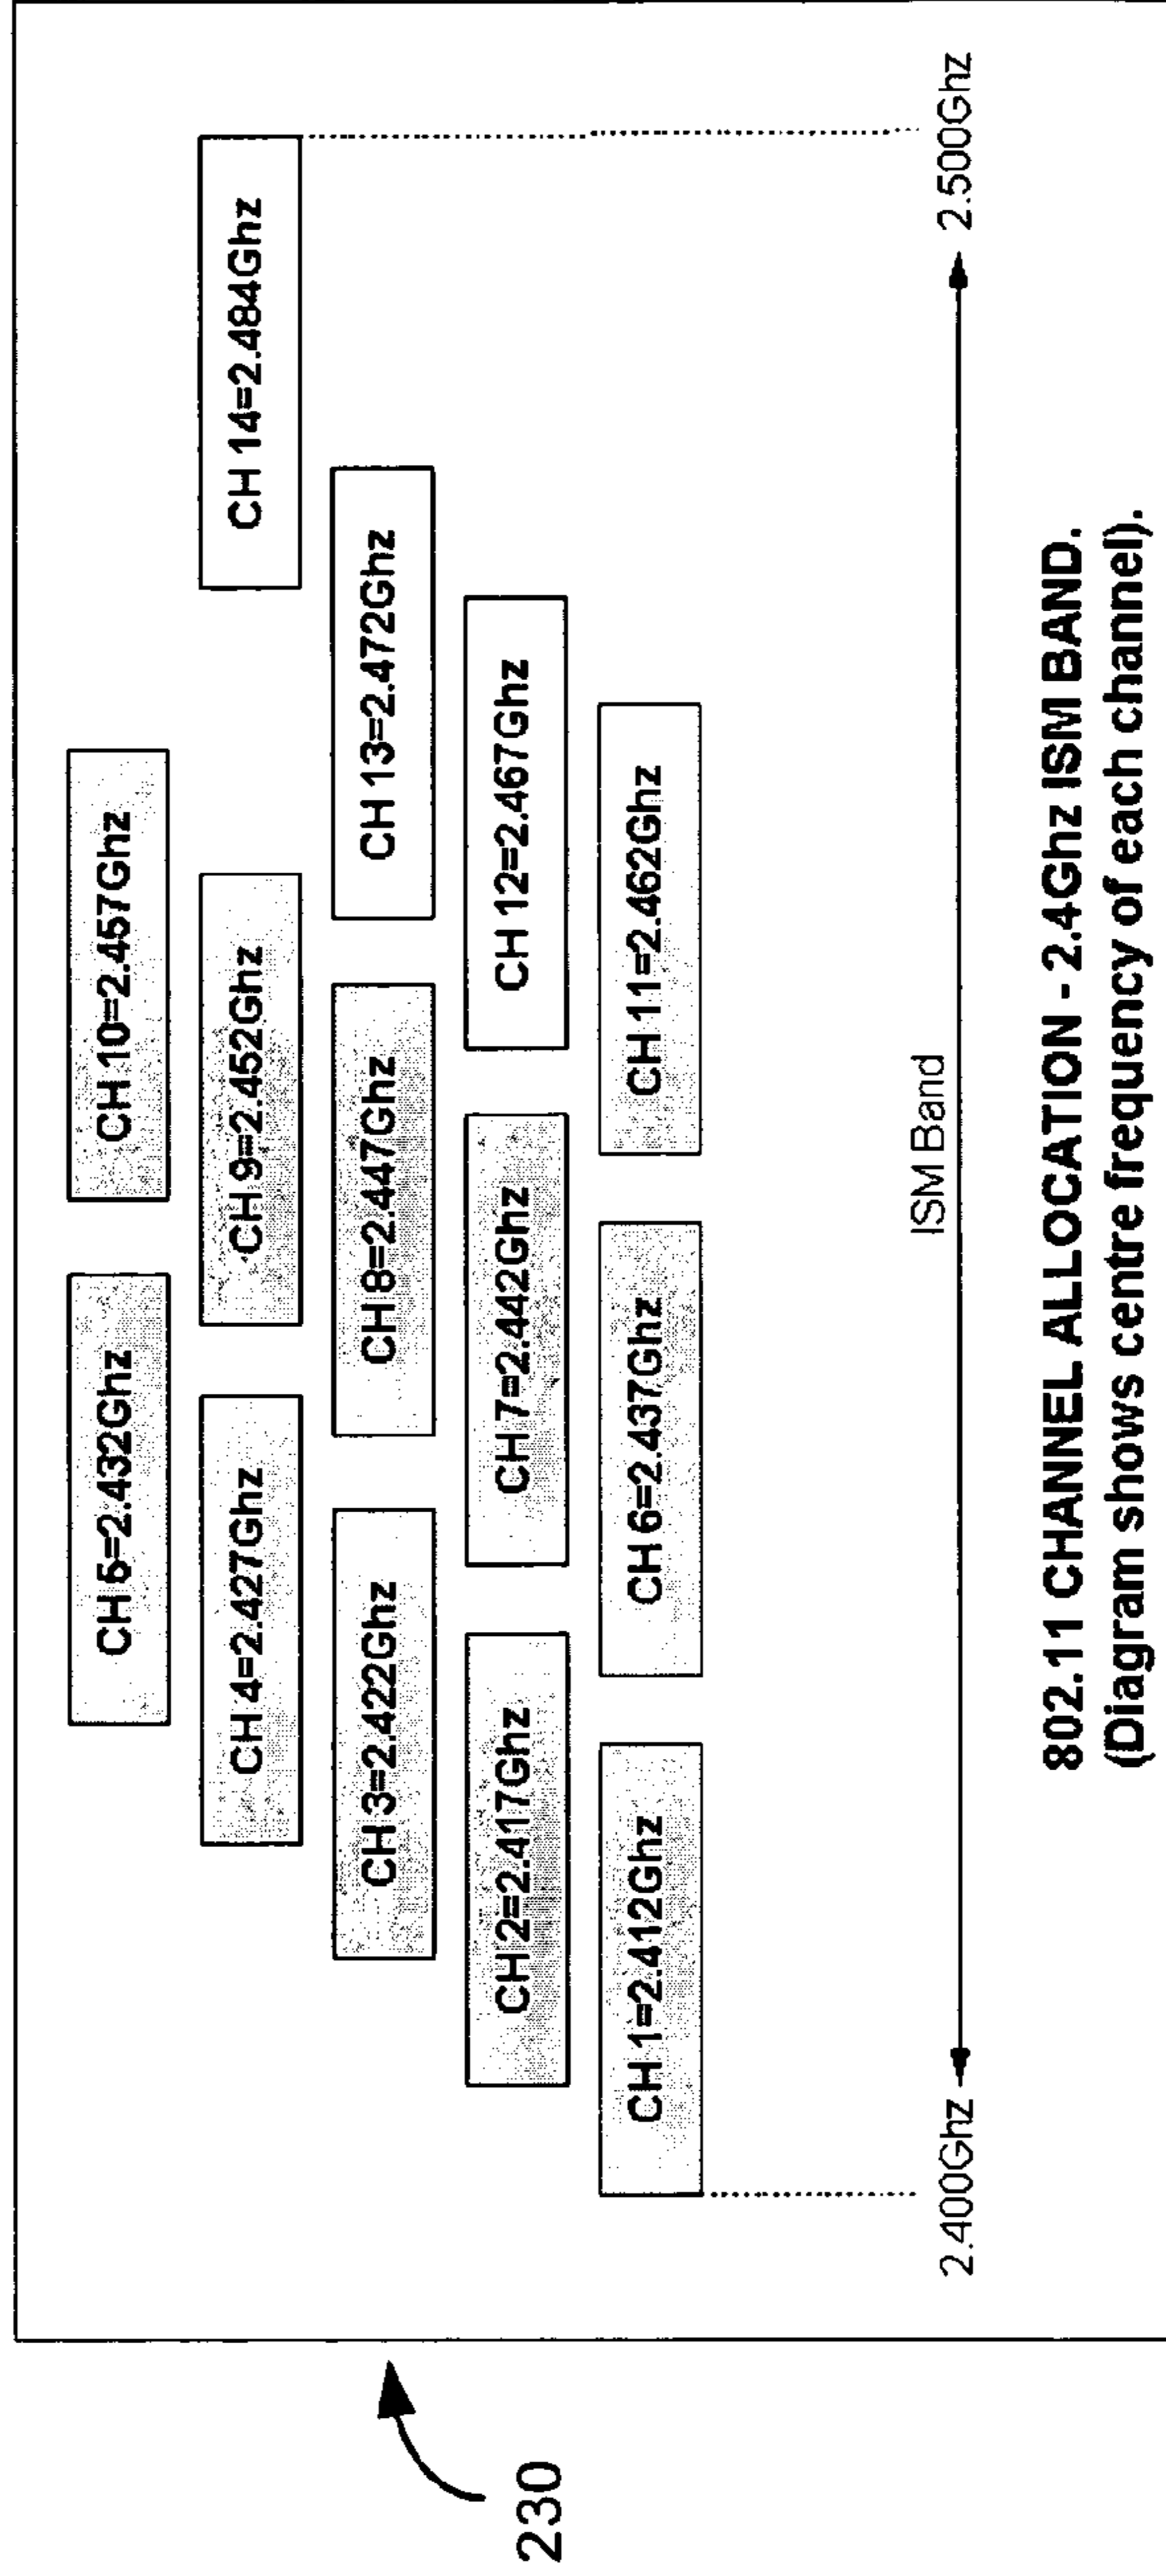 CH 5=2.432Ghz
CH 10=2.457Ghz
CH 4=2.427Ghz
CH 9=2.452Ghz
CH 14=2.484Ghz
CH 3=2.422Ghz
CH 8=2.447Ghz
CH 13=2.472Ghz
CH 2=2.417Ghz
CH 7=2.442Ghz
CH 12=2.467Ghz
CH 1=2.412Ghz
CH 6=2.437Ghz
CH 11=2.462Ghz
ISM Band
2.400Ghz
2.500Ghz
802.11 CHANNEL ALLOCATION - 2.4Ghz ISM BAND.
(Diagram shows centre frequency of each channel).
230